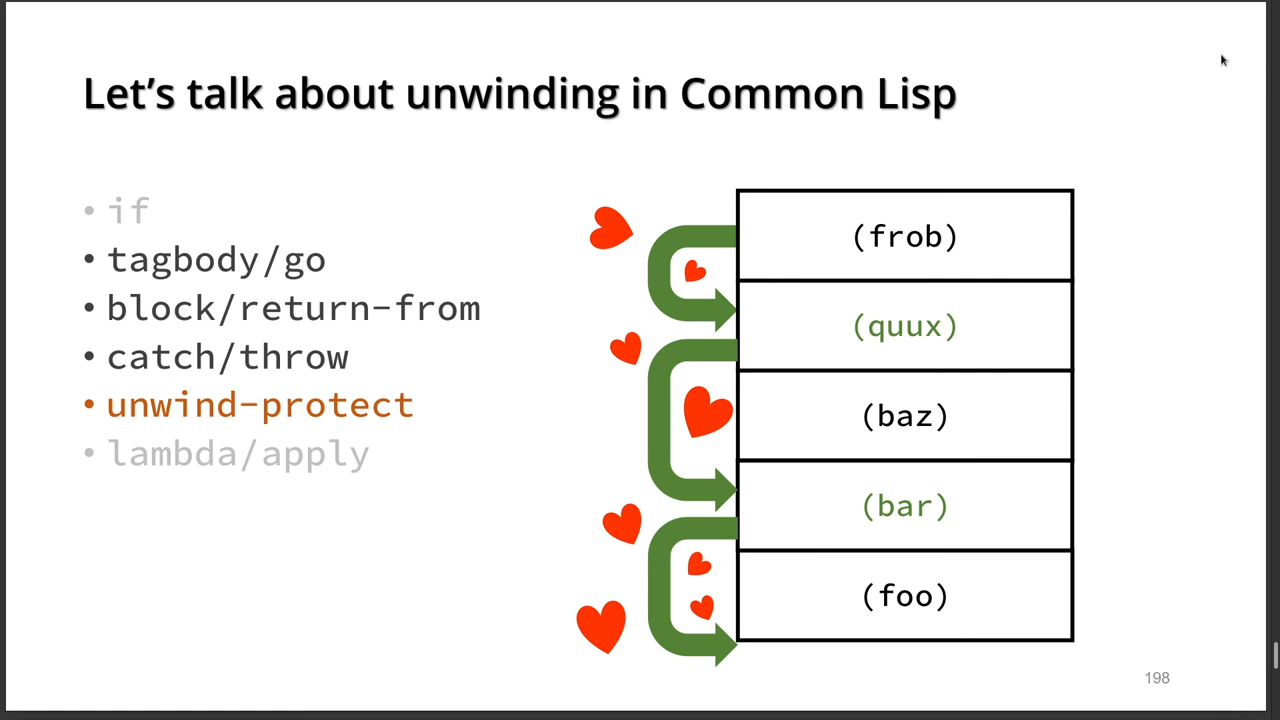 Let’s talk about unwinding in Common Lisp
• if
• tagbody/go
• block/return-from
• catch/throw
• unwind-protect
• lambda/apply
(frob)
(quux)
(baz)
(bar)
(foo)
198